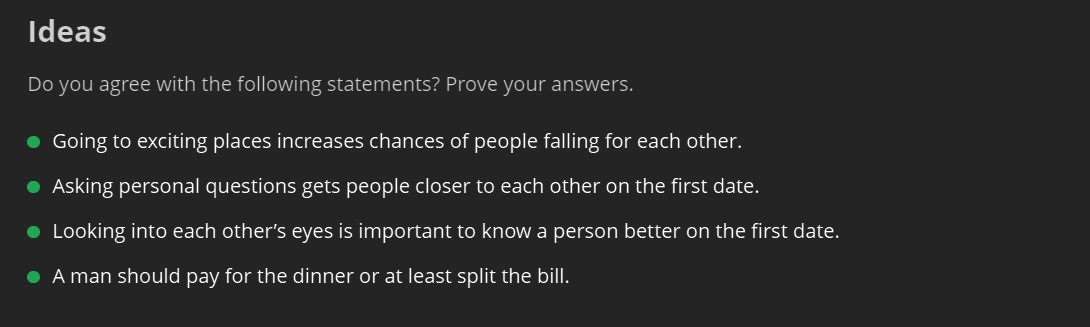 Ideas
Do you agree with the following statements? Prove your answers.
Going to exciting places increases chances of people falling for each other.
Asking personal questions gets people closer to each other on the first date.
Looking into each other’s eyes is important to know a person better on the first date.
A man should pay for the dinner or at least split the bill.